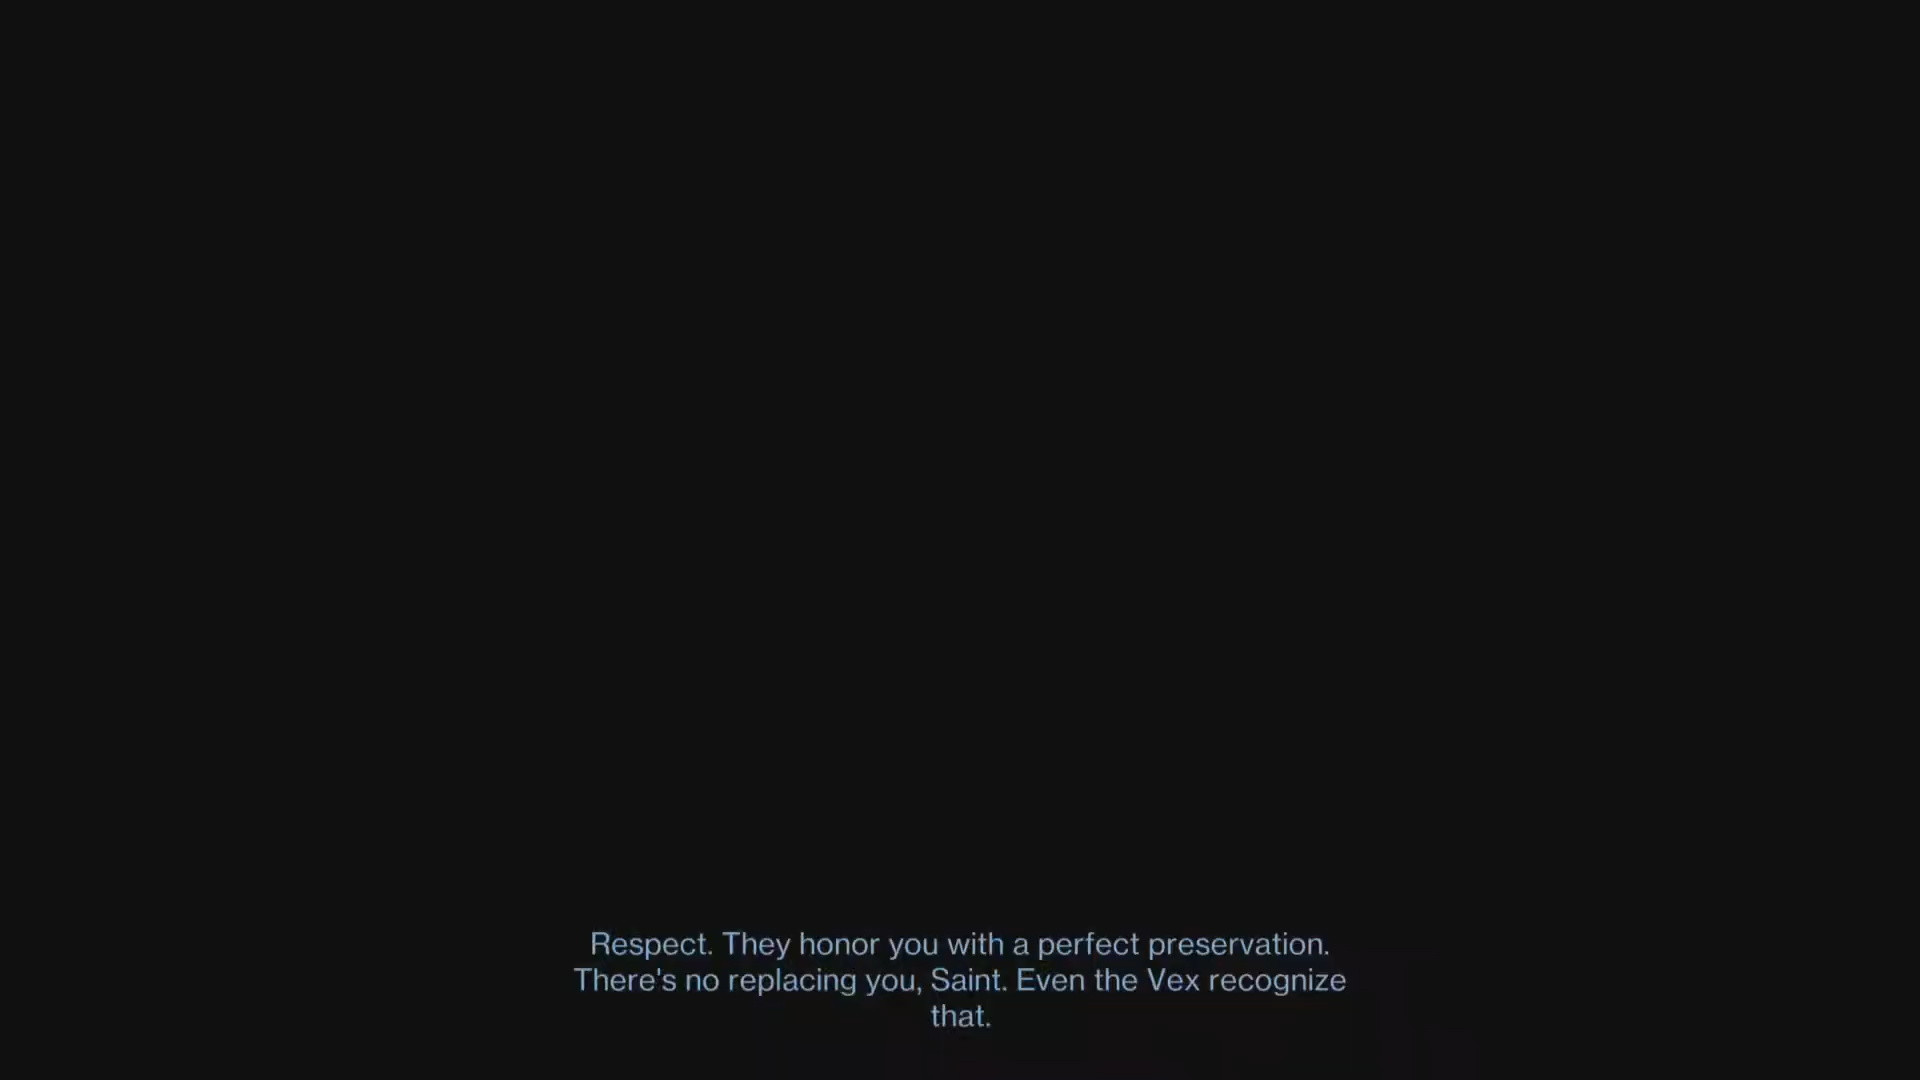 Respect. They honor you with a perfect preservation.
There's no replacing you, Saint. Even the Vex recognize
that.